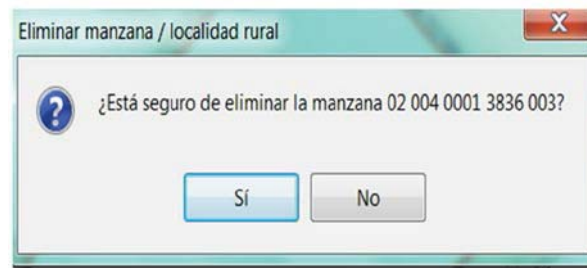 Eliminar manzana / localidad rural
¿Está seguro de eliminar la manzana 02 004 0001 3836 003?
Sí
No